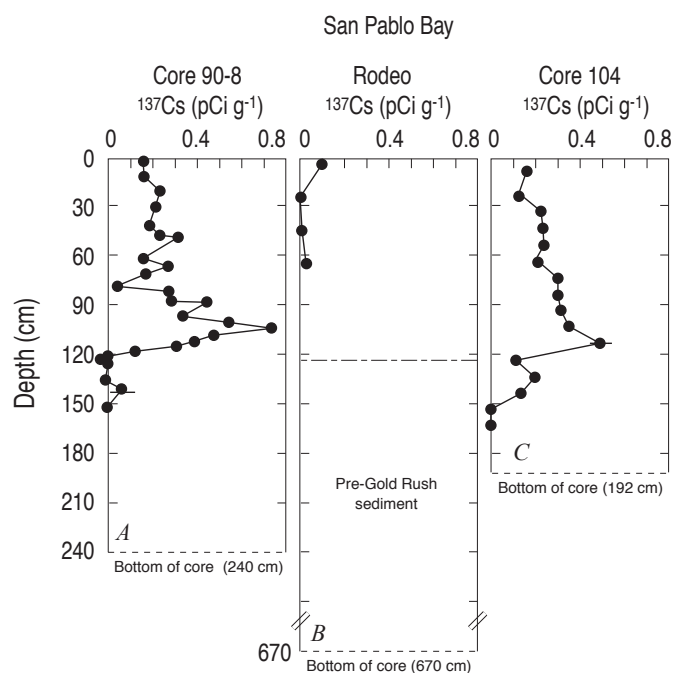 San Pablo Bay
Core 90-8
¹³⁷Cs (pCi g⁻¹)
Rodeo
¹³⁷Cs (pCi g⁻¹)
Core 104
¹³⁷Cs (pCi g⁻¹)
0 0.4 0.8
0 0.4 0.8
0 0.4 0.8
Depth (cm)
0
30
60
90
120
150
180
210
240
670
A
Bottom of core (240 cm)
Pre-Gold Rush
sediment
B
Bottom of core (670 cm)
C
Bottom of core (192 cm)